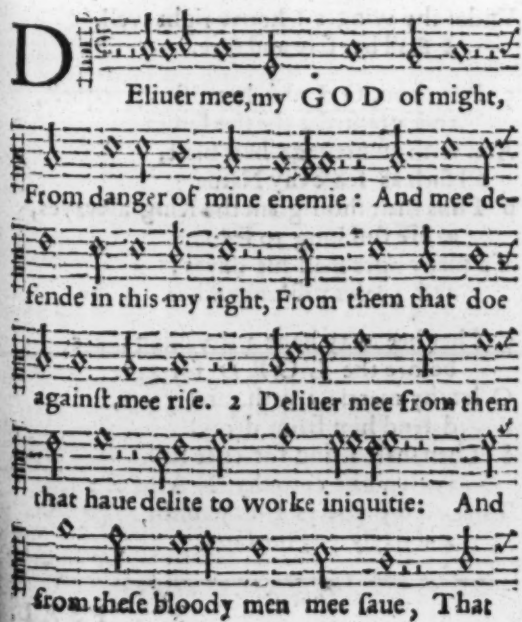 DEliuer mee, my GOD of might,
From danger of mine enemie: And mee de-
fende in this my right, From them that doe
againſt mee riſe. 2 Deliuer mee from them
that haue delite to worke iniquitie: And
from theſe bloody men mee ſaue, That